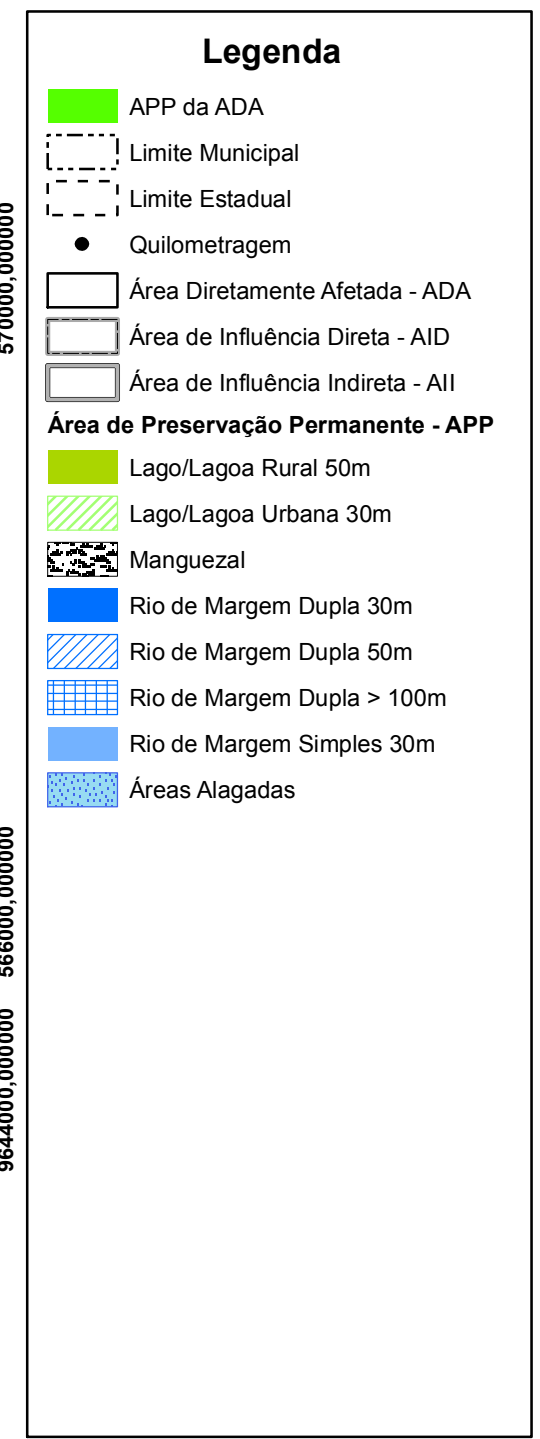 Legenda
APP da ADA
Limite Municipal
Limite Estadual
Quilometragem
Área Diretamente Afetada - ADA
Área de Influência Direta - AID
Área de Influência Indireta - AII
Área de Preservação Permanente - APP
Lago/Lagoa Rural 50m
Lago/Lagoa Urbana 30m
Manguezal
Rio de Margem Dupla 30m
Rio de Margem Dupla 50m
Rio de Margem Dupla > 100m
Rio de Margem Simples 30m
Áreas Alagadas
570000,000000
566000,000000
9644000,000000